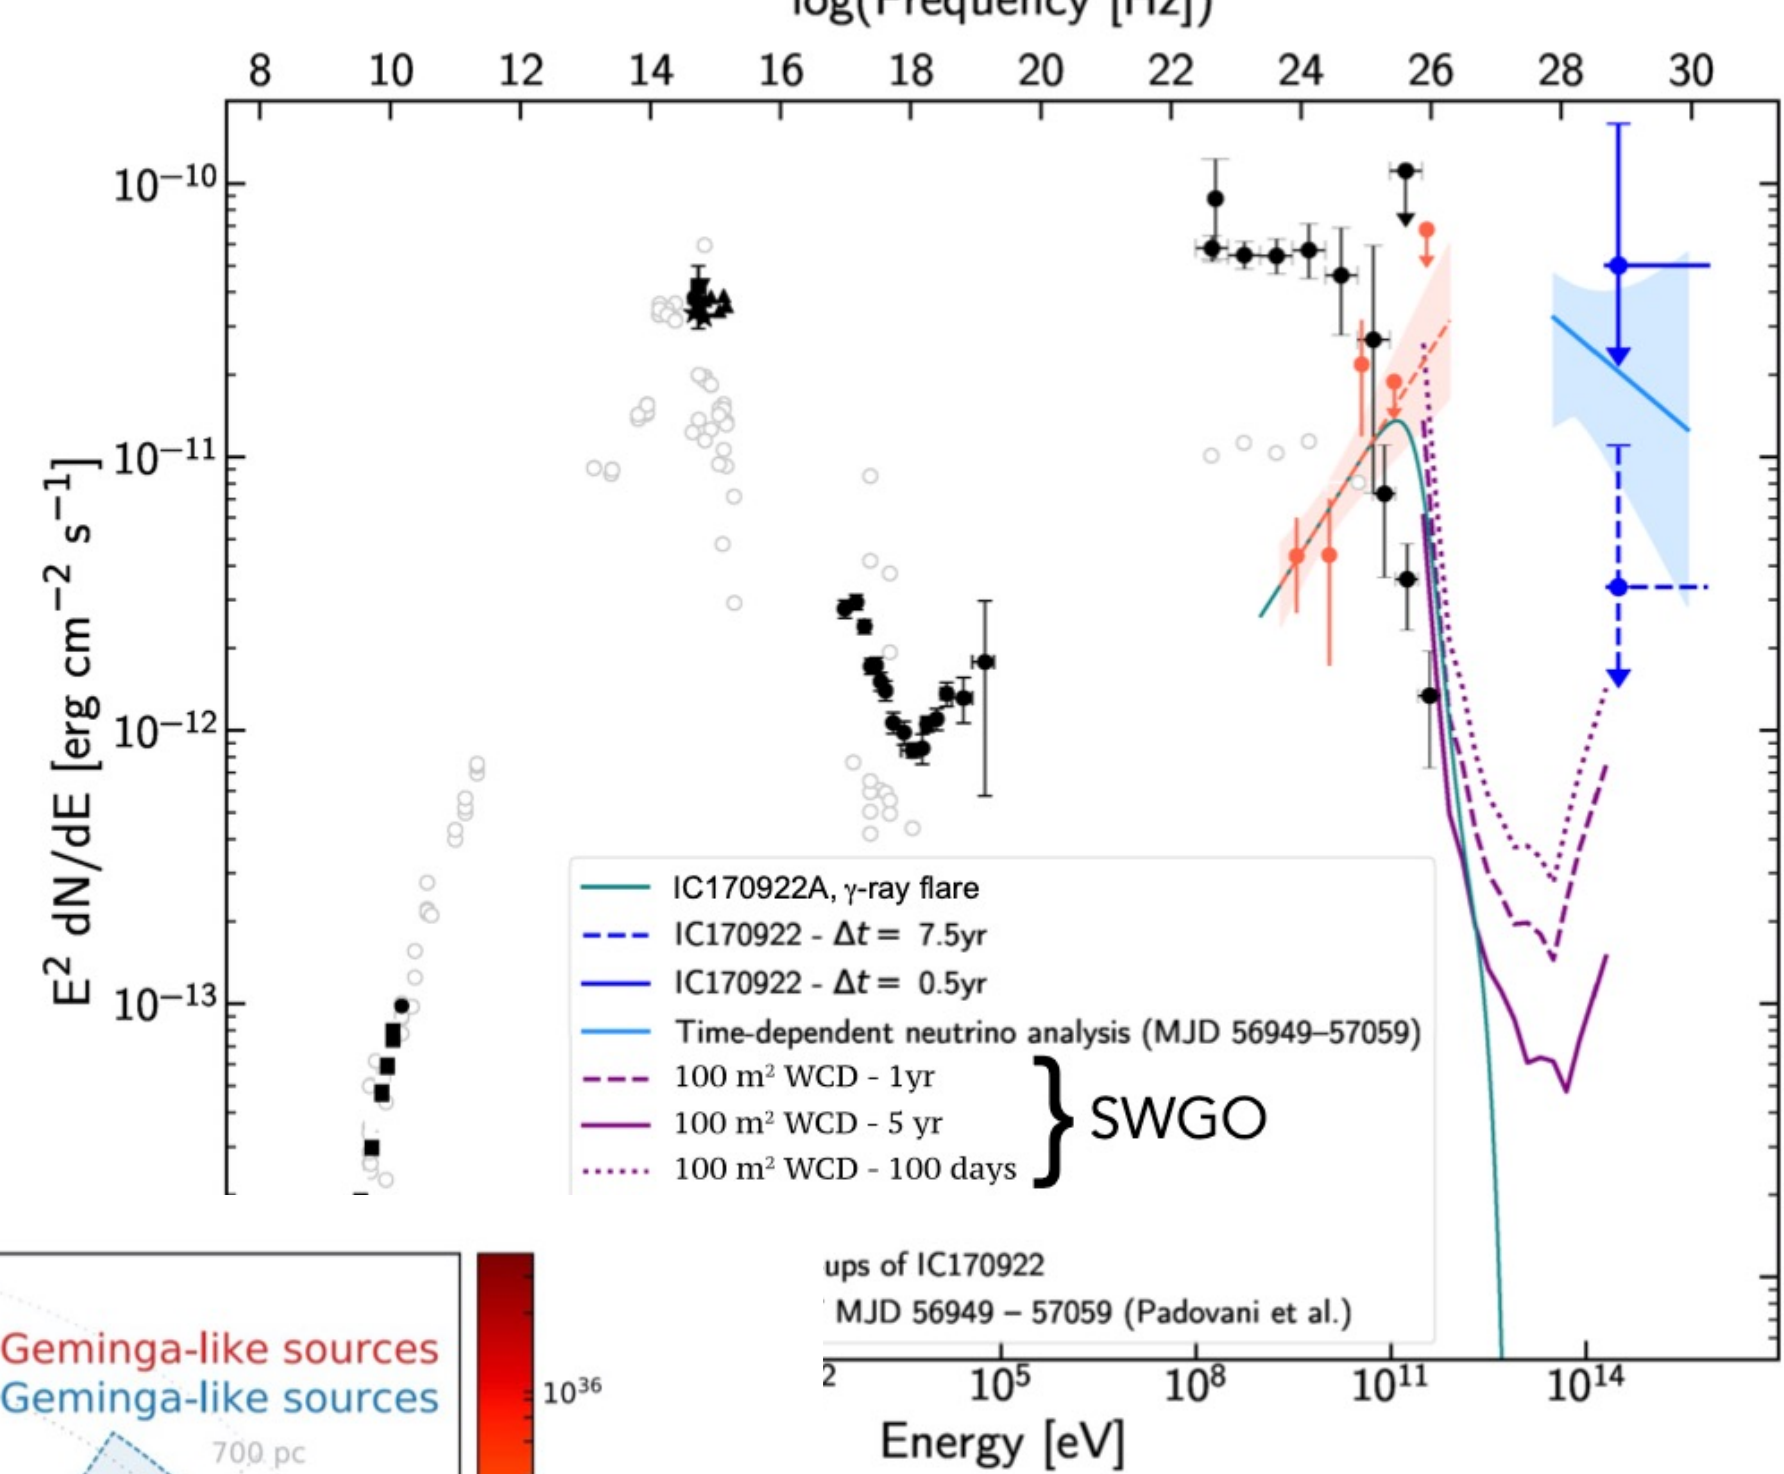 log(Frequency [Hz])
8 10 12 14 16 18 20 22 24 26 28 30
10⁻¹⁰
10⁻¹¹
10⁻¹²
10⁻¹³
E² dN/dE [erg cm⁻² s⁻¹]
IC170922A, γ-ray flare
IC170922 - Δt = 7.5yr
IC170922 - Δt = 0.5yr
Time-dependent neutrino analysis (MJD 56949–57059)
100 m² WCD - 1yr
100 m² WCD - 5 yr
100 m² WCD - 100 days
SWGO
ups of IC170922
MJD 56949 – 57059 (Padovani et al.)
2 10⁵ 10⁸ 10¹¹ 10¹⁴
Energy [eV]
Geminga-like sources
Geminga-like sources
700 pc
10³⁶